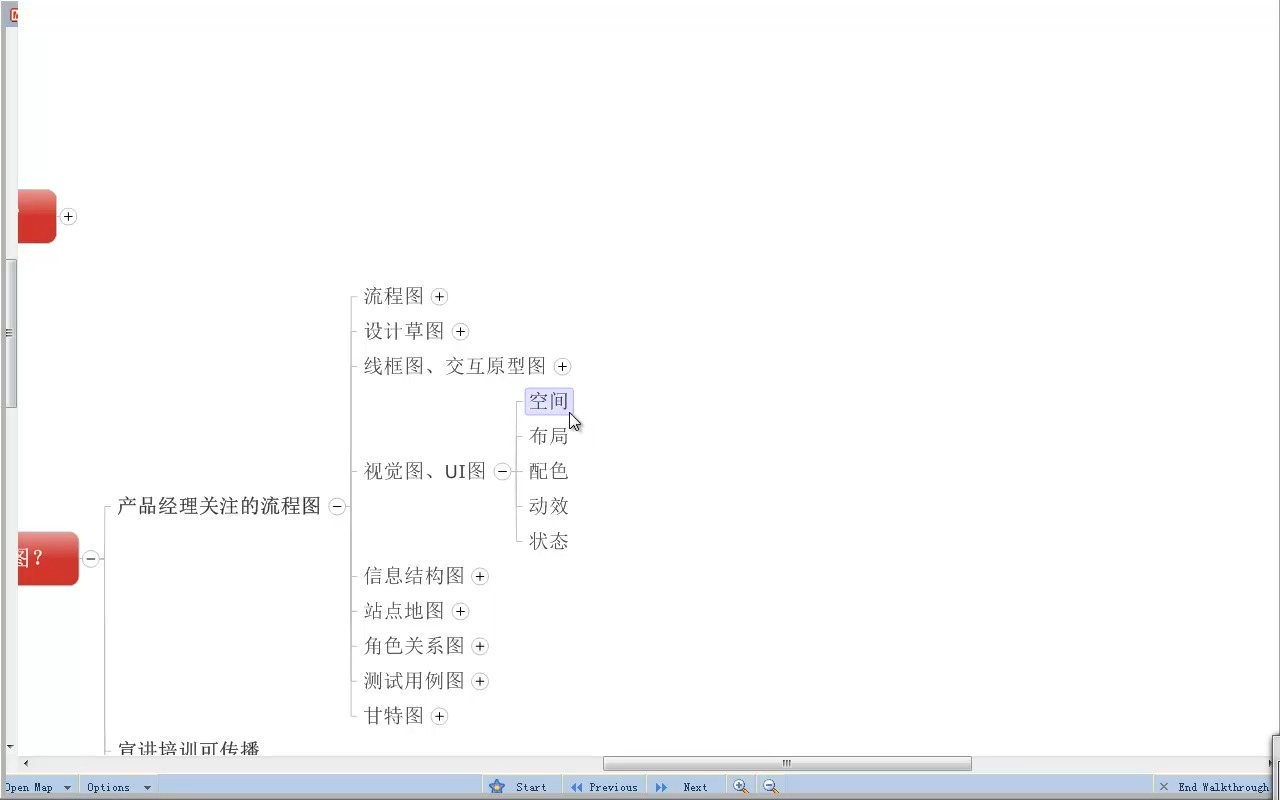 流程图
设计草图
线框图、交互原型图
空间
布局
视觉图、UI图
配色
产品经理关注的流程图
动效
状态
图？
信息结构图
站点地图
角色关系图
测试用例图
甘特图
宣讲培训可传播
Open Map Options Start Previous Next End Walkthrough